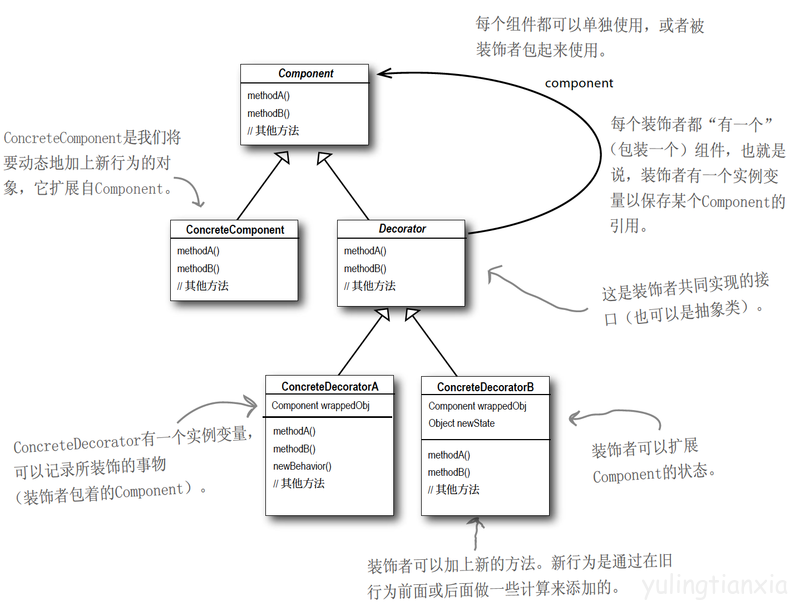 每个组件都可以单独使用，或者被
装饰者包起来使用。
Component
methodA()
methodB()
// 其他方法
component
ConcreteComponent是我们将
要动态地加上新行为的对
象，它扩展自Component。
每个装饰者都“有一个”
（包装一个）组件，也就是
说，装饰者有一个实例变
量以保存某个Component的
引用。
ConcreteComponent
methodA()
methodB()
// 其他方法
Decorator
methodA()
methodB()
// 其他方法
这是装饰者共同实现的接
口（也可以是抽象类）。
ConcreteDecoratorA
Component wrappedObj
methodA()
methodB()
newBehavior()
// 其他方法
ConcreteDecoratorB
Component wrappedObj
Object newState
methodA()
methodB()
// 其他方法
ConcreteDecorator有一个实例变量，
可以记录所装饰的事物
（装饰者包着的Component）。
装饰者可以扩展
Component的状态。
装饰者可以加上新的方法。新行为是通过在旧
行为前面或后面做一些计算来添加的。
yulingtianxia